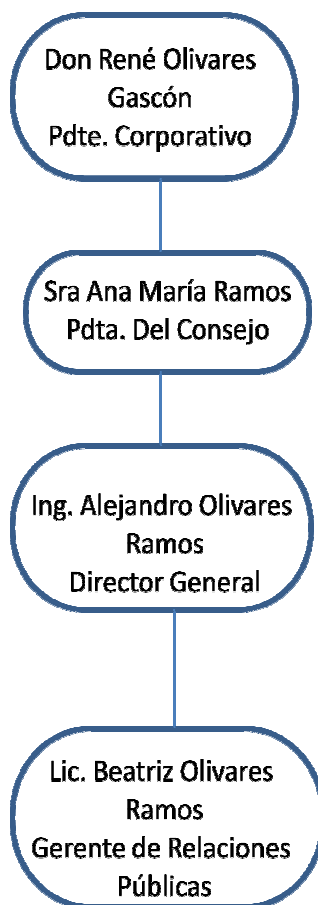 Don René Olivares
Gascón
Pdte. Corporativo
Sra Ana María Ramos
Pdta. Del Consejo
Ing. Alejandro Olivares
Ramos
Director General
Lic. Beatriz Olivares
Ramos
Gerente de Relaciones
Públicas